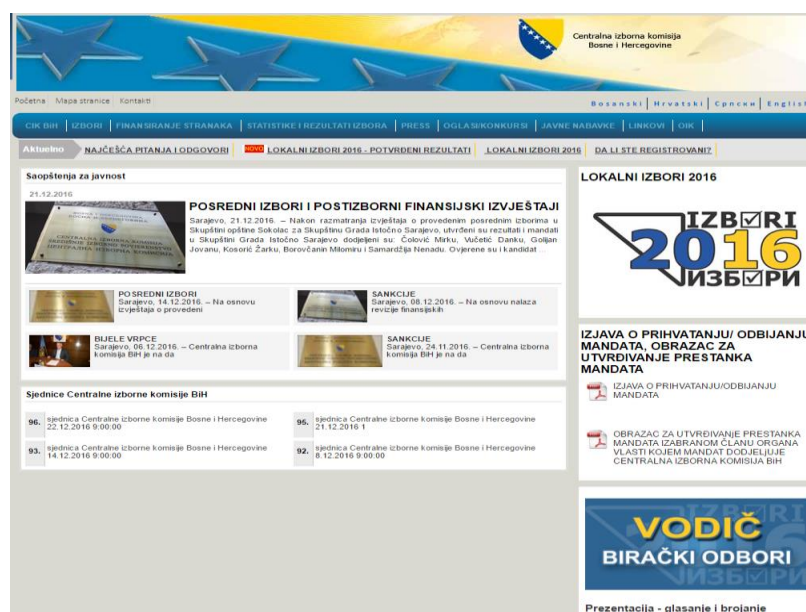 Centralna izborna komisija
Bosne i Hercegovine
Početna Mapa stranice Kontakti
Bosanski | Hrvatski | Српски | English
CIK BIH | IZBORI | FINANSIRANJE STRANAKA | STATISTIKE I REZULTATI IZBORA | PRESS | OGLASI/KONKURSI | JAVNE NABAVKE | LINKOVI | OIK |
Aktuelno NAJČEŠĆA PITANJA I ODGOVORI NOVO LOKALNI IZBORI 2016 - POTVRĐENI REZULTATI LOKALNI IZBORI 2016 DA LI STE REGISTROVANI?
Saopštenja za javnost
21.12.2016
POSREDNI IZBORI I POSTIZBORNI FINANSIJSKI IZVJEŠTAJI
Sarajevo, 21.12.2016. – Nakon razmatranja izvještaja o provedenim posrednim izborima u
Skupštini opštine Sokolac za Skupštinu Grada Istočno Sarajevo, utvrđeni su rezultati i mandati
u Skupštini Grada Istočno Sarajevo dodjeljeni su: Čolović Mirku, Vučetić Danku, Golijan
Jovanu, Kosorić Žarku, Borovčanin Milomiru i Samardžija Nenadu. Ovjerene su i kandidat ...
POSREDNI IZBORI
Sarajevo, 14.12.2016. – Na osnovu
izvještaja o provedeni
SANKCIJE
Sarajevo, 08.12.2016. – Na osnovu nalaza
revizije finansijskih
BIJELE VRPCE
Sarajevo, 06.12.2016. – Centralna izborna
komisija BiH je na da
SANKCIJE
Sarajevo, 24.11.2016. – Centralna izborna
komisija BiH je na da
Sjednice Centralne izborne komisije BiH
96. sjednica Centralne izborne komisije Bosne i Hercegovine
22.12.2016 9:00:00
95. sjednica Centralne izborne komisije Bosne i Hercegovine
21.12.2016 1
93. sjednica Centralne izborne komisije Bosne i Hercegovine
14.12.2016 9:00:00
92. sjednica Centralne izborne komisije Bosne i Hercegovine
8.12.2016 9:00:00
LOKALNI IZBORI 2016
IZBORI
2016
ИЗБОРИ
IZJAVA O PRIHVATANJU/ ODBIJANJU
MANDATA, OBRAZAC ZA
UTVRĐIVANJE PRESTANKA
MANDATA
IZJAVA O PRIHVATANJU/ODBIJANJU
MANDATA
OBRAZAC ZA UTVRĐIVANJE PRESTANKA
MANDATA IZABRANOM ČLANU ORGANA
VLASTI KOJEM MANDAT DODJELJUJE
CENTRALNA IZBORNA KOMISIJA BIH
VODIČ
BIRAČKI ODBORI
Prezentacija - glasanje i brojanje